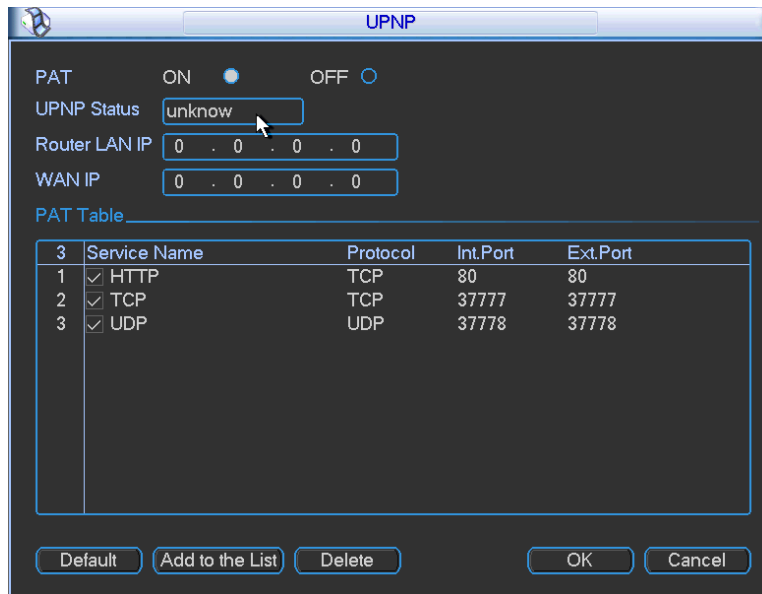 UPNP
PAT ON OFF
UPNP Status unknow
Router LAN IP 0 . 0 . 0 . 0
WAN IP 0 . 0 . 0 . 0
PAT Table
3 Service Name Protocol Int.Port Ext.Port
1 HTTP TCP 80 80
2 TCP TCP 37777 37777
3 UDP UDP 37778 37778
Default Add to the List Delete OK Cancel